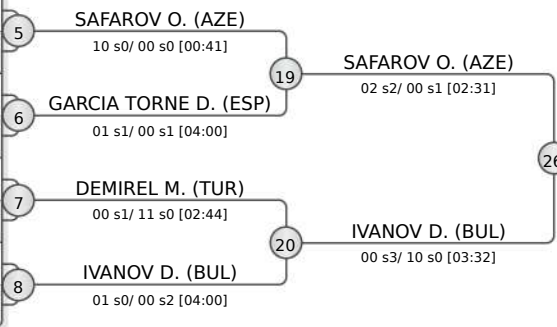 5
SAFAROV O. (AZE)
10 s0/ 00 s0 [00:41]
19
SAFAROV O. (AZE)
02 s2/ 00 s1 [02:31]
6
GARCIA TORNE D. (ESP)
01 s1/ 00 s1 [04:00]
26
7
DEMIREL M. (TUR)
00 s1/ 11 s0 [02:44]
20
IVANOV D. (BUL)
00 s3/ 10 s0 [03:32]
8
IVANOV D. (BUL)
01 s0/ 00 s2 [04:00]